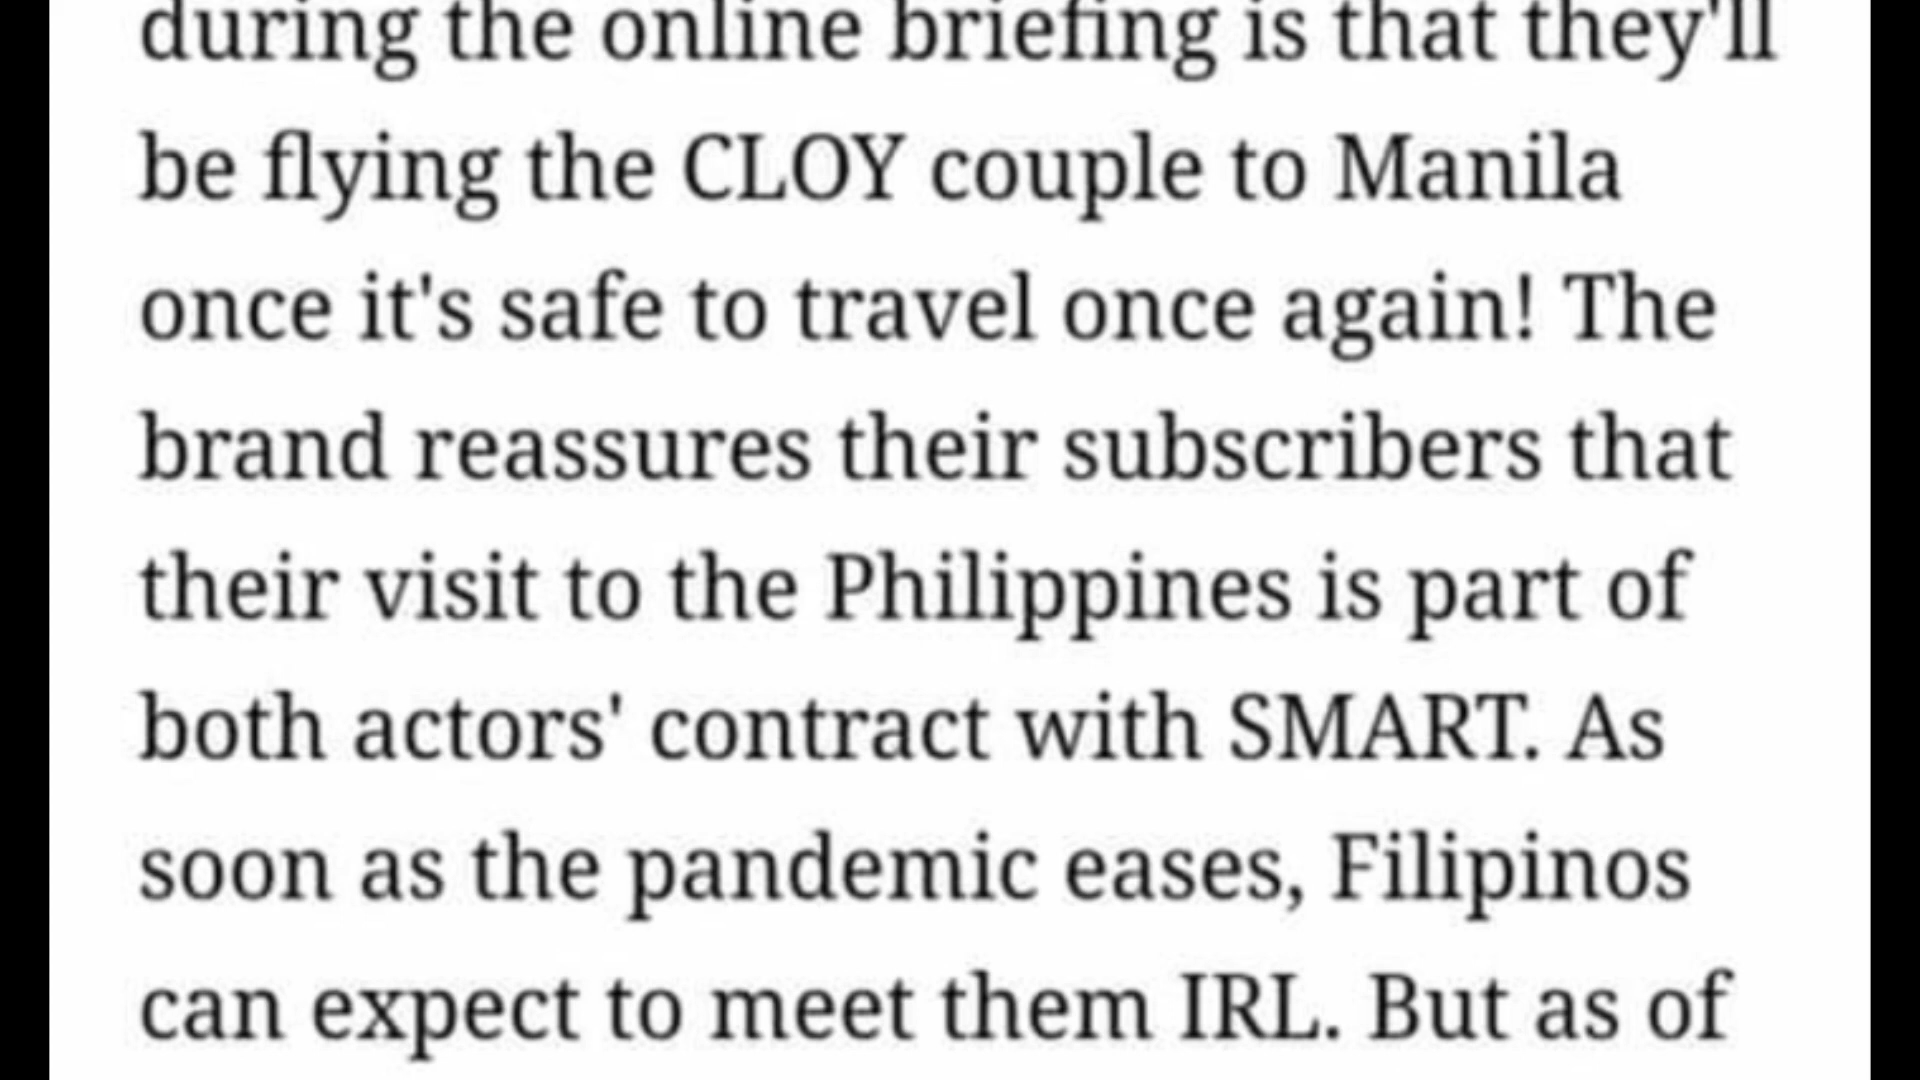 during the online briefing is that they'll
be flying the CLOY couple to Manila
once it's safe to travel once again! The
brand reassures their subscribers that
their visit to the Philippines is part of
both actors' contract with SMART. As
soon as the pandemic eases, Filipinos
can expect to meet them IRL. But as of